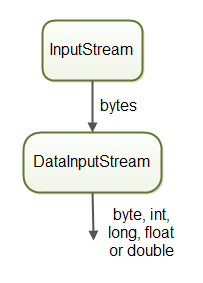 InputStream
bytes
DataInputStream
byte, int,
long, float
or double